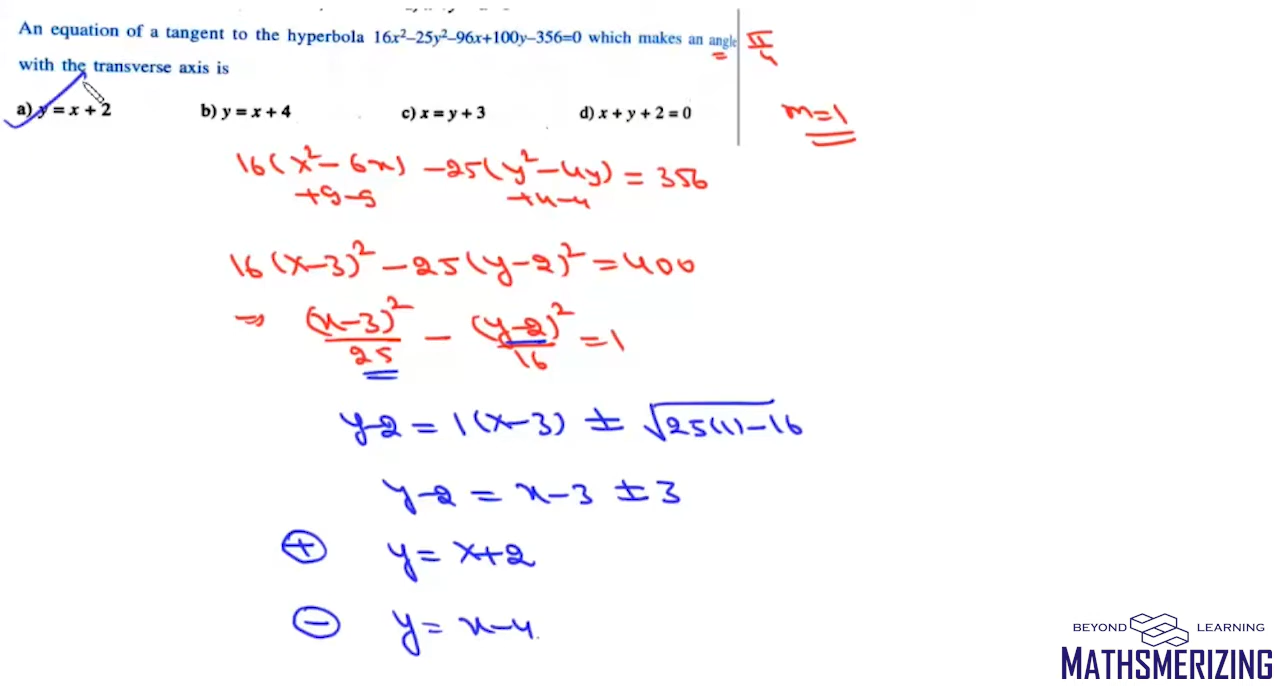 An equation of a tangent to the hyperbola 16x²–25y²–96x+100y–356=0 which makes an angle π/4
with the transverse axis is
a) y = x + 2 b) y = x + 4 c) x = y + 3 d) x + y + 2 = 0
m=1
16(x²-6x) -25(y²-4y) = 356
+9-9 +4-4
16(x-3)² -25(y-2)² = 400
⇒ (x-3)²/25 - (y-2)²/16 = 1
y-2 = 1(x-3) ± √25(1)-16
y-2 = x-3 ± 3
⊕ y = x+2
⊖ y = x-4
BEYOND LEARNING
MATHSMERIZING